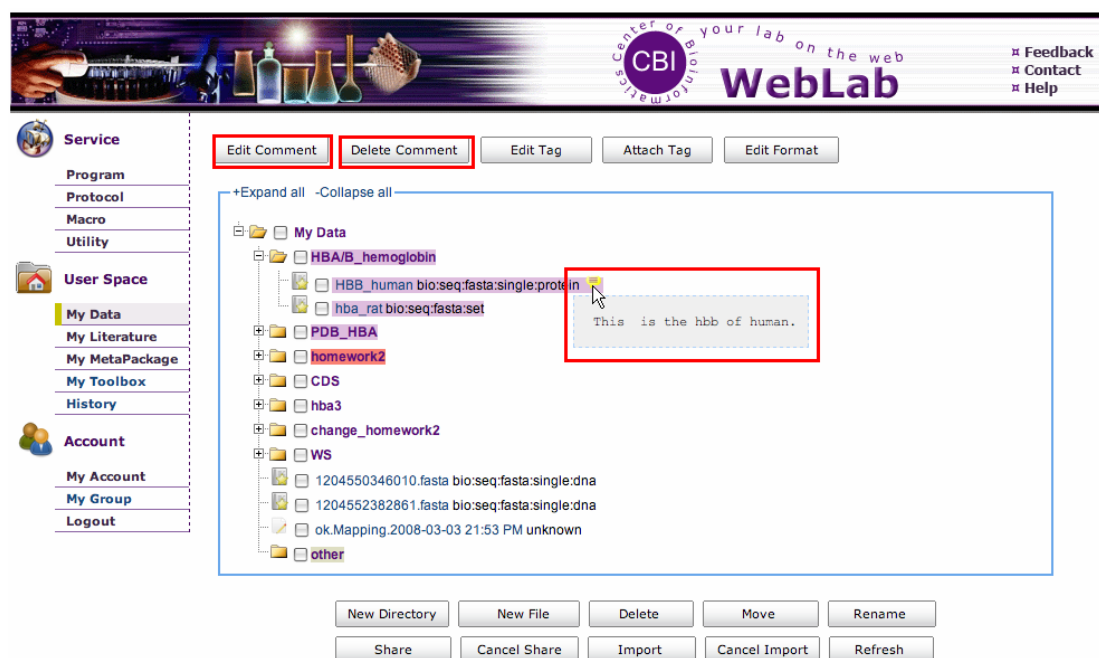 Center of Bioinformatics
CBI
your lab on the web
WebLab
¤ Feedback
¤ Contact
¤ Help
Service
Program
Protocol
Macro
Utility
User Space
My Data
My Literature
My MetaPackage
My Toolbox
History
Account
My Account
My Group
Logout
Edit Comment Delete Comment Edit Tag Attach Tag Edit Format
+Expand all -Collapse all
My Data
HBA/B_hemoglobin
HBB_human bio:seq:fasta:single:protein
hba_rat bio:seq:fasta:set
This is the hbb of human.
PDB_HBA
homework2
CDS
hba3
change_homework2
WS
1204550346010.fasta bio:seq:fasta:single:dna
1204552382861.fasta bio:seq:fasta:single:dna
ok.Mapping.2008-03-03 21:53 PM unknown
other
New Directory New File Delete Move Rename
Share Cancel Share Import Cancel Import Refresh